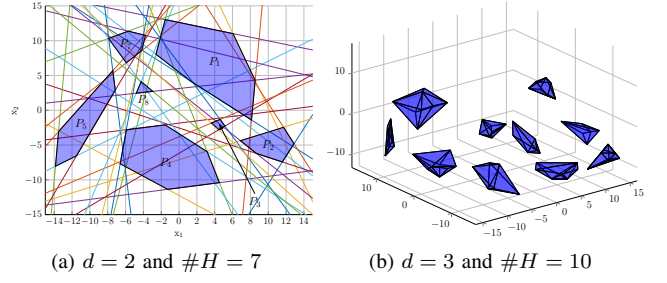 15
10
5
0
−5
−10
−15
−14 −12 −10 −8 −6 −4 −2 0 2 4 6 8 10 12 14
x₁
x₂
P₁
P₈
P₅
P₂
P₄
P₃
10
0
−10
10
0
−10
−15
−10
−5
0
5
10
15
(a) d = 2 and #H = 7
(b) d = 3 and #H = 10